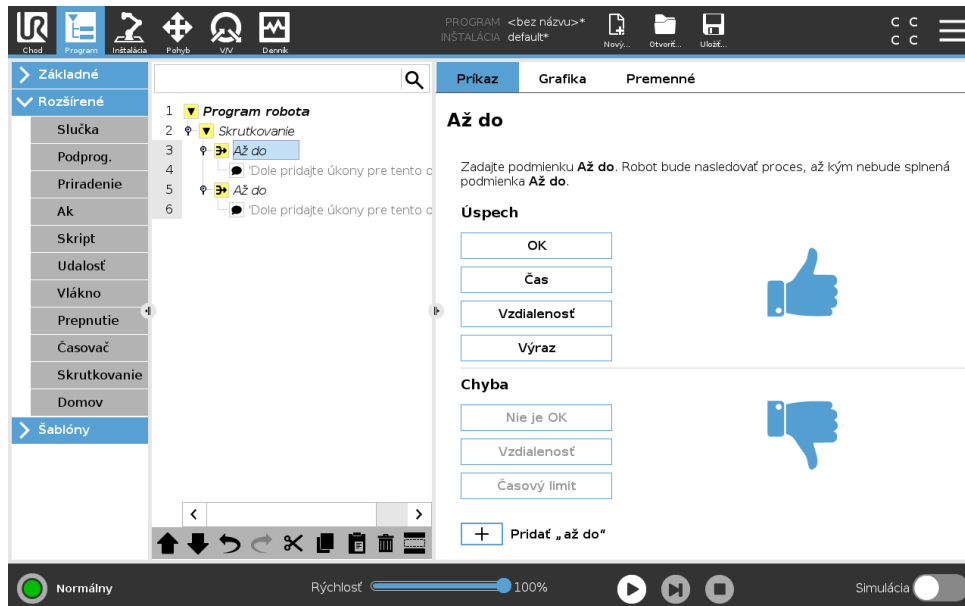 UR
PROGRAM <bez názvu>*
INŠTALÁCIA default*
Chod Program Inštalácia Pohyb V/V Denník Nový... Otvoriť... Uložiť...
C C
C C
Základné
Rozšírené
Slučka
Podprog.
Priradenie
Ak
Skript
Udalosť
Vlákno
Prepnutie
Časovač
Skrutkovanie
Domov
Šablóny
1 Program robota
2 Skrutkovanie
3 Až do
4 'Dole pridajte úkony pre tento o
5 Až do
6 'Dole pridajte úkony pre tento o
Príkaz Grafika Premenné
Až do
Zadajte podmienku Až do. Robot bude nasledovať proces, až kým nebude splnená
podmienka Až do.
Úspech
OK
Čas
Vzdialenosť
Výraz
Chyba
Nie je OK
Vzdialenosť
Časový limit
Pridať „až do“
Normálny Rýchlosť 100% Simulácia